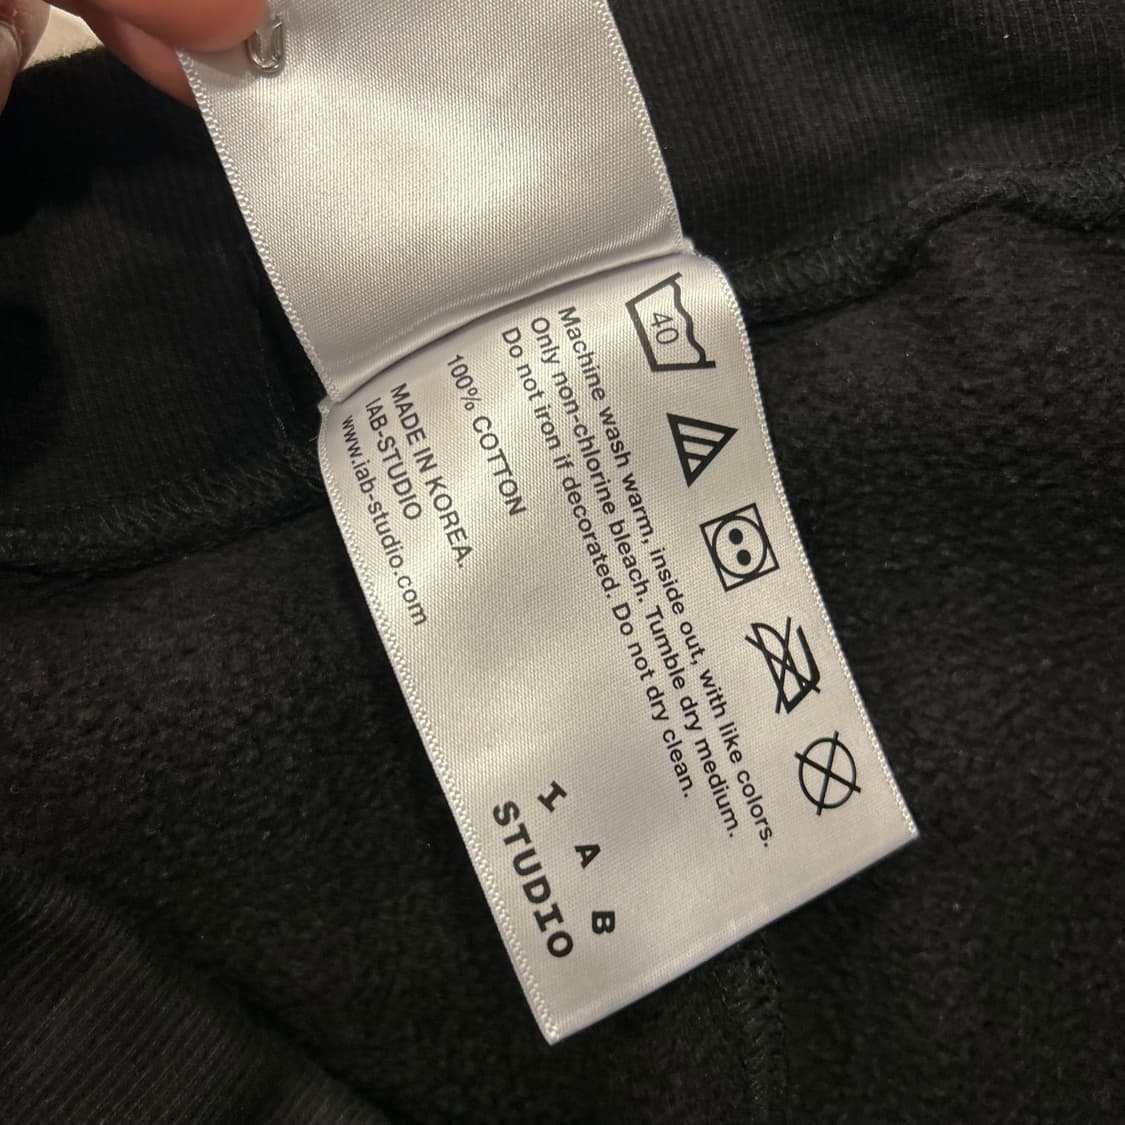 40
Machine wash warm, inside out, with like colors.
Only non-chlorine bleach. Tumble dry medium.
Do not iron if decorated. Do not dry clean.
100% COTTON
MADE IN KOREA.
IAB-STUDIO
www.iab-studio.com
I A B
STUDIO